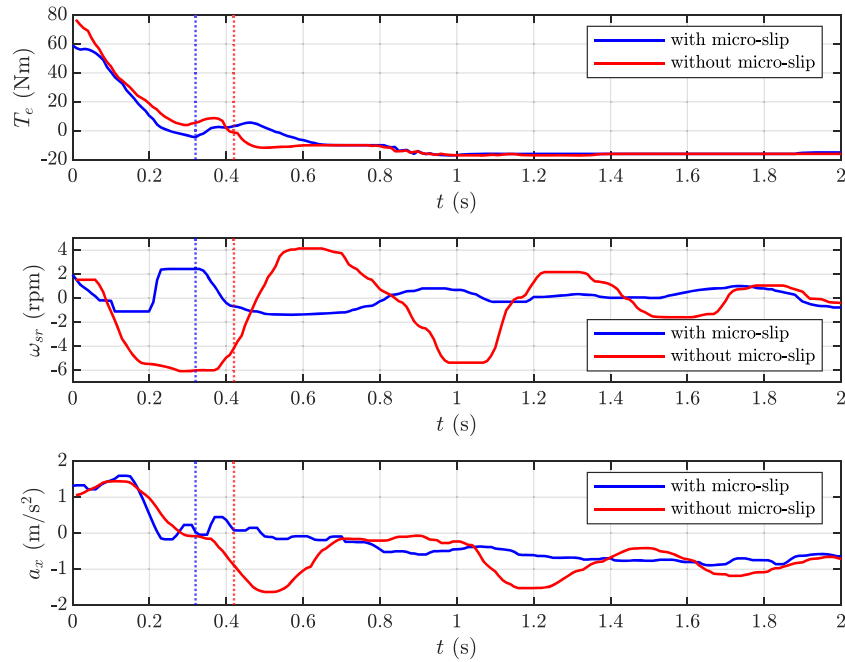 80
60
40
20
0
-20
T_e (Nm)
with micro-slip
without micro-slip
0 0.2 0.4 0.6 0.8 1 1.2 1.4 1.6 1.8 2
t (s)
4
2
0
-2
-4
-6
ω_sr (rpm)
with micro-slip
without micro-slip
0 0.2 0.4 0.6 0.8 1 1.2 1.4 1.6 1.8 2
t (s)
2
1
0
-1
-2
a_x (m/s²)
with micro-slip
without micro-slip
0 0.2 0.4 0.6 0.8 1 1.2 1.4 1.6 1.8 2
t (s)